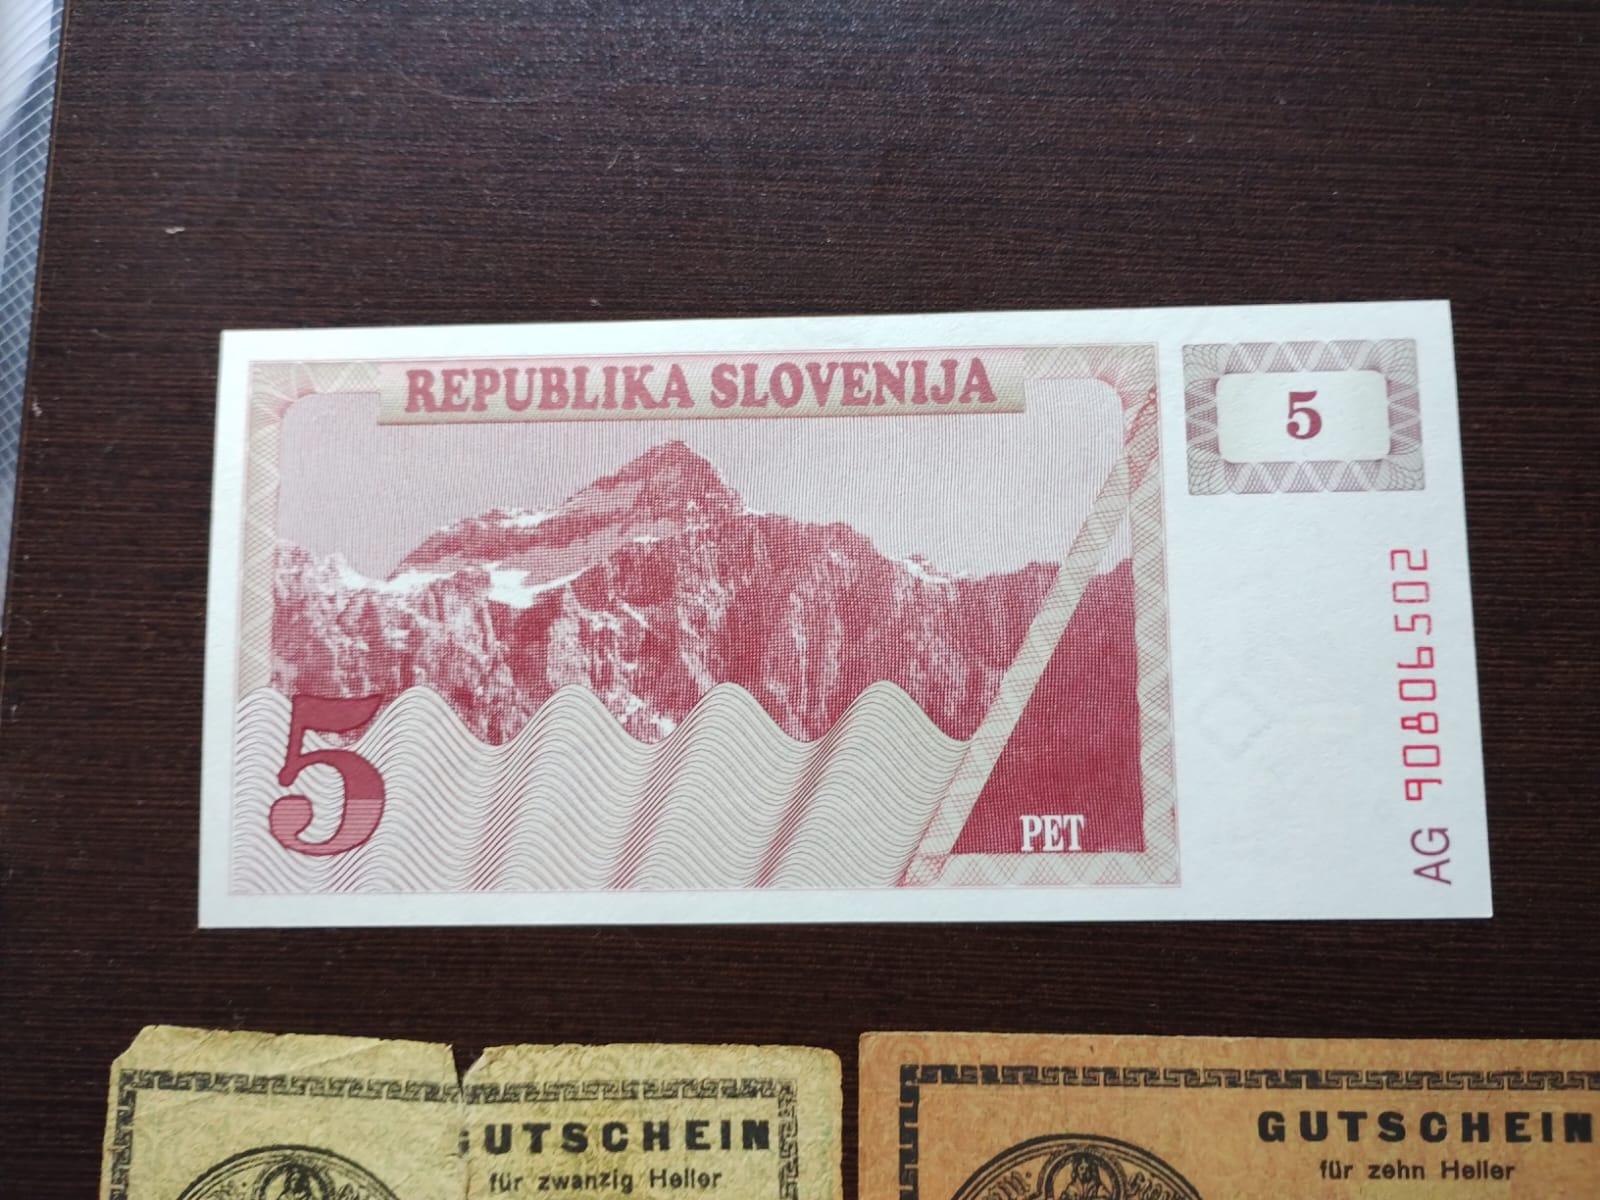 REPUBLIKA SLOVENIJA
5
5
PET
AG 90806502
GUTSCHEIN
für zwanzig Heller
GUTSCHEIN
für zehn Heller